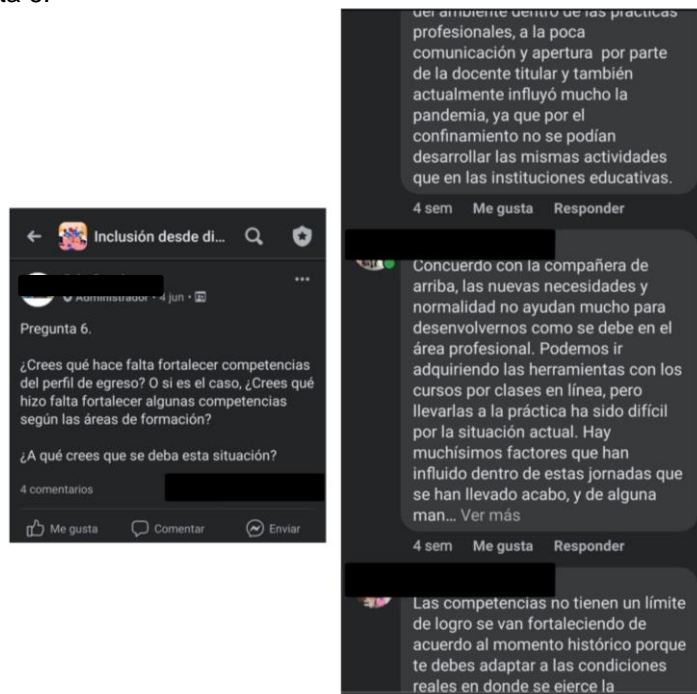 Inclusión desde di...
Administrador • 4 jun •
Pregunta 6.
¿Crees qué hace falta fortalecer competencias
del perfil de egreso? O si es el caso, ¿Crees qué
hizo falta fortalecer algunas competencias
según las áreas de formación?
¿A qué crees que se deba esta situación?
4 comentarios
Me gusta Comentar Enviar
del ambiente dentro de las prácticas
profesionales, a la poca
comunicación y apertura por parte
de la docente titular y también
actualmente influyó mucho la
pandemia, ya que por el
confinamiento no se podían
desarrollar las mismas actividades
que en las instituciones educativas.
4 sem Me gusta Responder
Concuerdo con la compañera de
arriba, las nuevas necesidades y
normalidad no ayudan mucho para
desenvolvernos como se debe en el
área profesional. Podemos ir
adquiriendo las herramientas con los
cursos por clases en línea, pero
llevarlas a la práctica ha sido difícil
por la situación actual. Hay
muchísimos factores que han
influido dentro de estas jornadas que
se han llevado acabo, y de alguna
man... Ver más
4 sem Me gusta Responder
Las competencias no tienen un límite
de logro se van fortaleciendo de
acuerdo al momento histórico porque
te debes adaptar a las condiciones
reales en donde se ejerce la